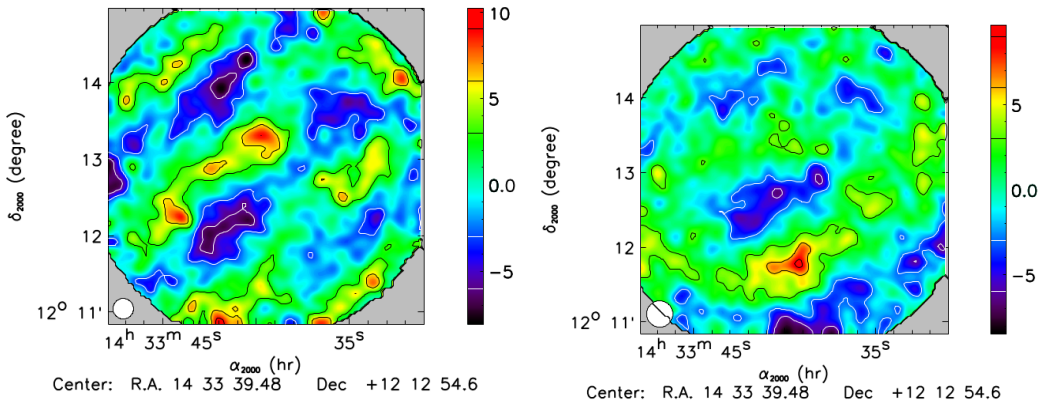 10
5
0.0
−5
14
13
12
12° 11'
δ2000 (degree)
14h 33m 45s 35s
α2000 (hr)
Center: R.A. 14 33 39.48 Dec +12 12 54.6
5
0.0
−5
14
13
12
12° 11'
δ2000 (degree)
14h 33m 45s 35s
α2000 (hr)
Center: R.A. 14 33 39.48 Dec +12 12 54.6